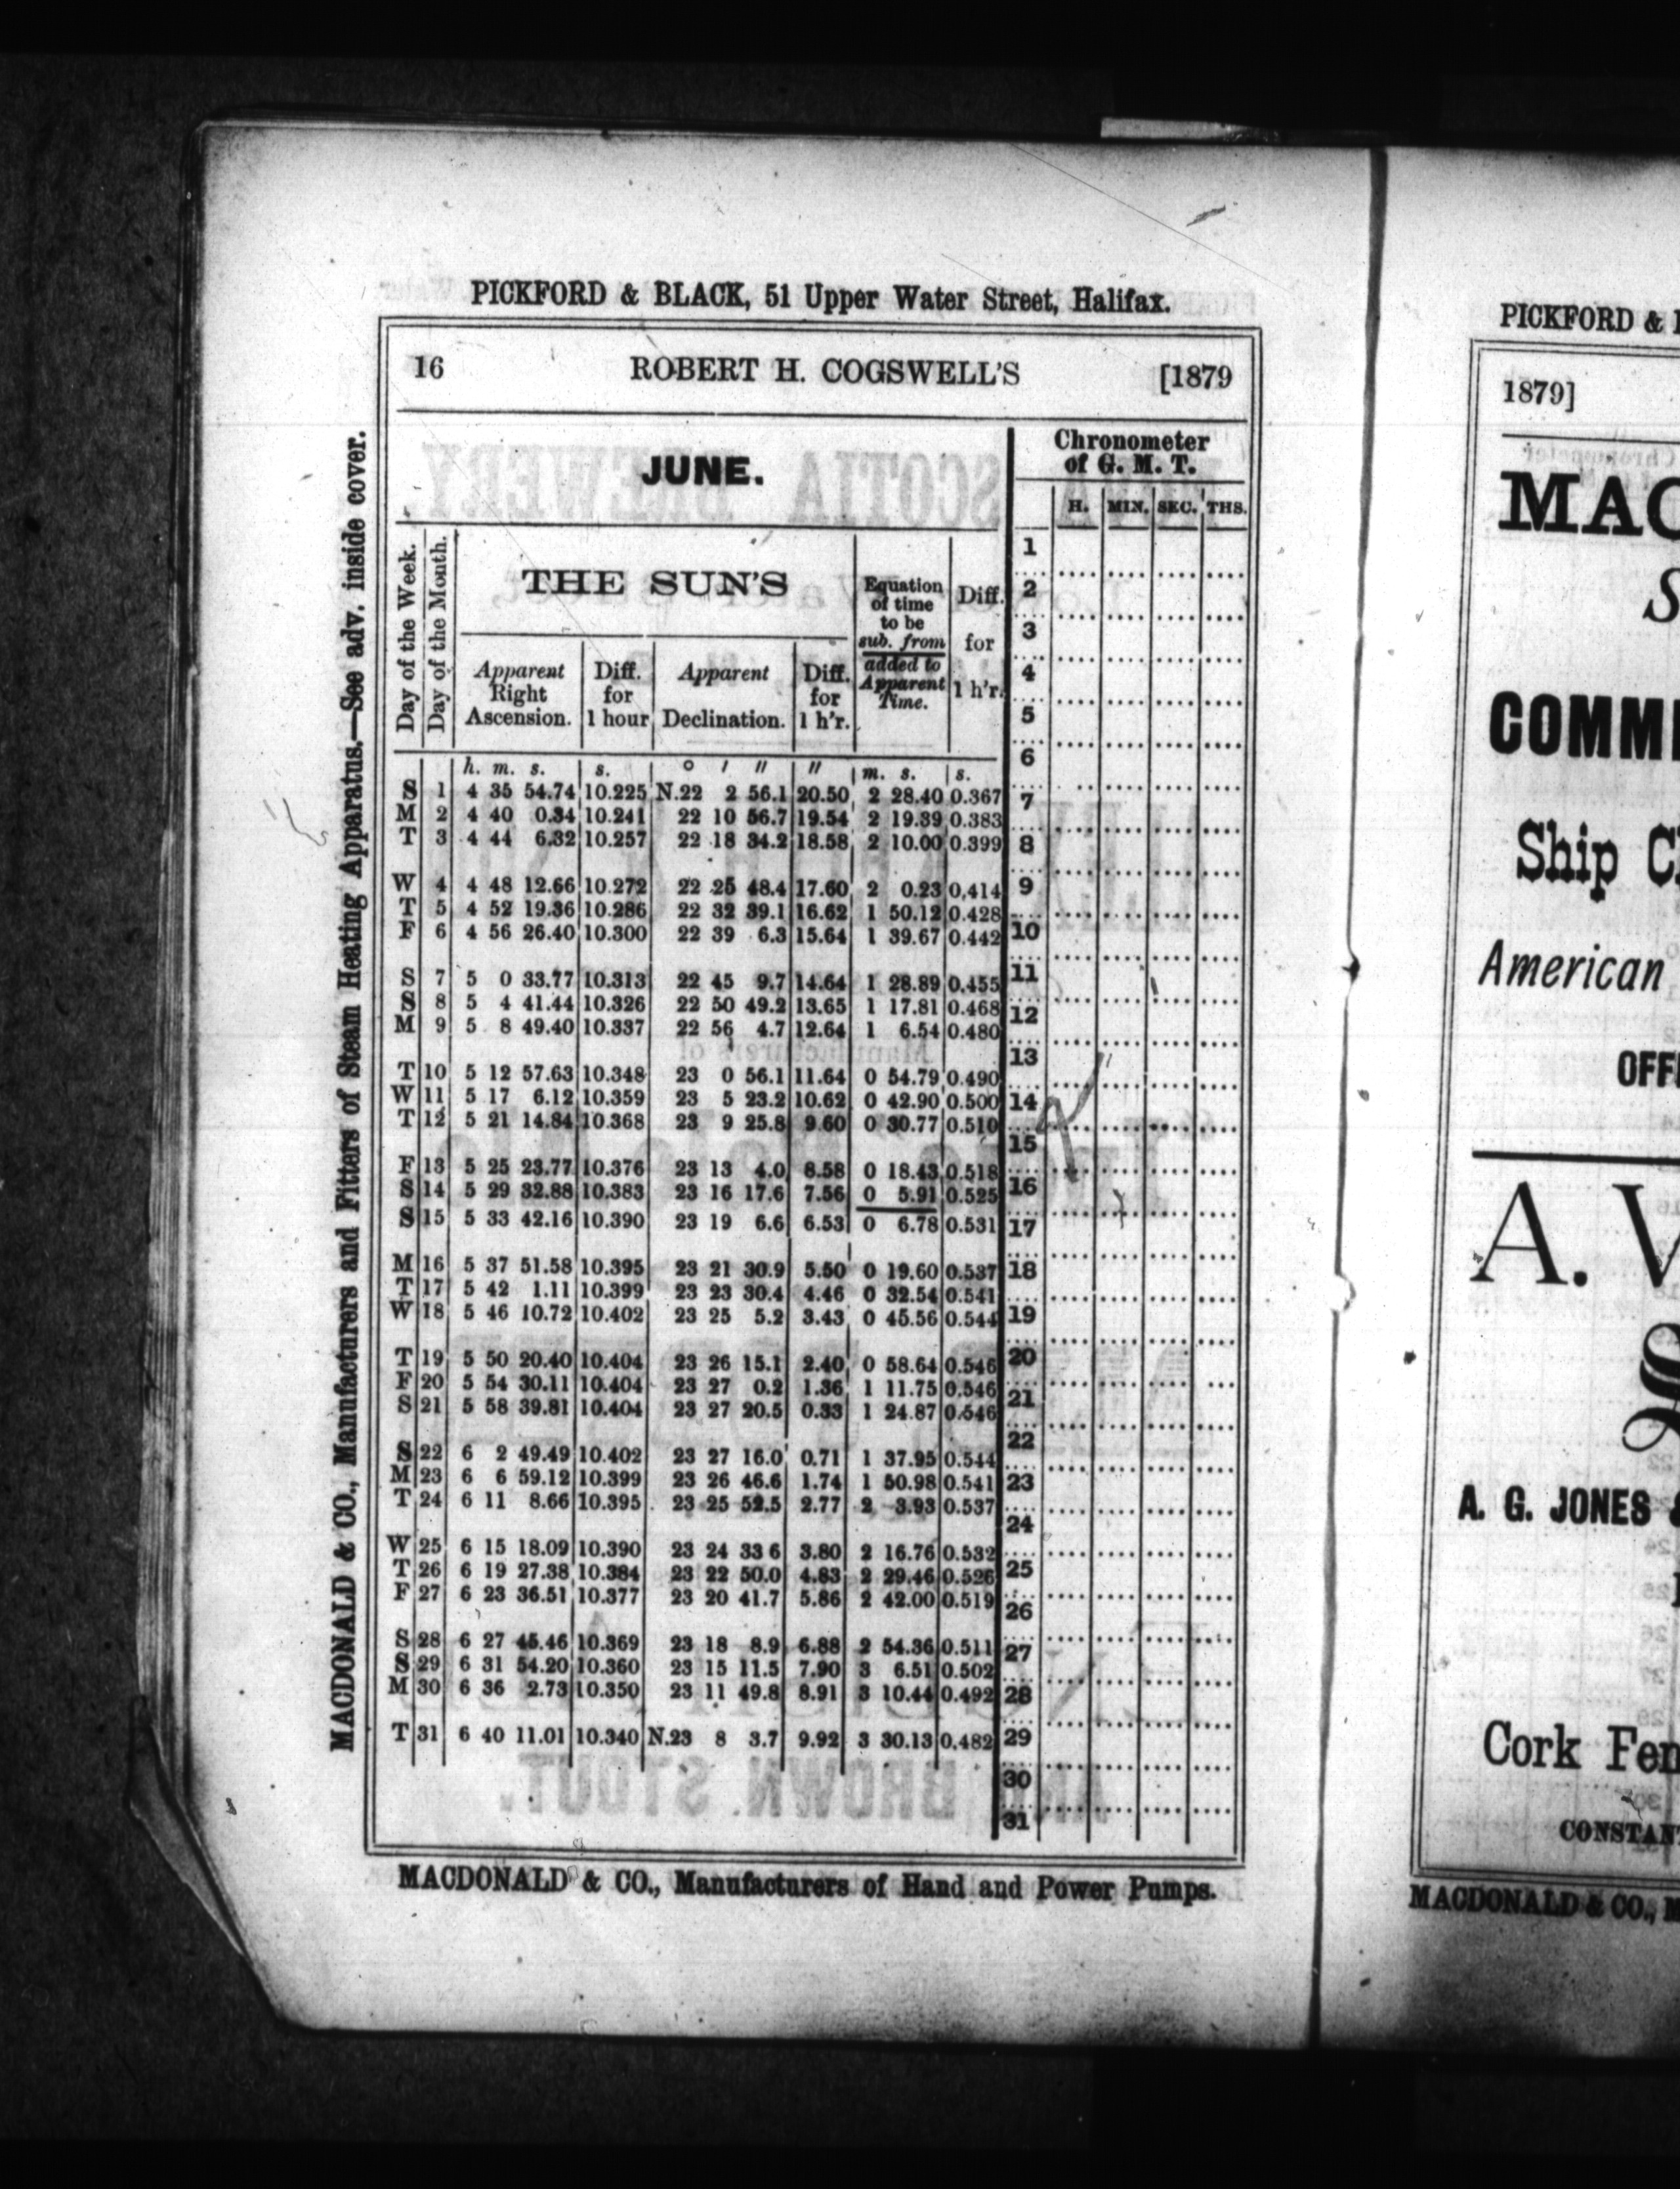 PICKFORD & BLACK, 51 Upper Water Street, Halifax.
16 ROBERT H. COGSWELL'S [1879
JUNE.
Chronometer
of G. M. T.
H. MIN. SEC. THS.
Day of the Week.
Day of the Month.
THE SUN'S
Apparent
Right
Ascension.
Diff.
for
1 hour
Apparent
Declination.
Diff.
for
1 h'r.
Equation
of time
to be
sub. from
added to
Apparent
Time.
Diff.
for
1 h'r.
h. m. s. s. ° ' " " m. s. s.
S 1 4 35 54.74 10.225 N.22 2 56.1 20.50 2 28.40 0.367
M 2 4 40 0.34 10.241 22 10 56.7 19.54 2 19.39 0.383
T 3 4 44 6.32 10.257 22 18 34.2 18.58 2 10.00 0.399
W 4 4 48 12.66 10.272 22 25 48.4 17.60 2 0.23 0.414
T 5 4 52 19.36 10.286 22 32 39.1 16.62 1 50.12 0.428
F 6 4 56 26.40 10.300 22 39 6.3 15.64 1 39.67 0.442
S 7 5 0 33.77 10.313 22 45 9.7 14.64 1 28.89 0.455
S 8 5 4 41.44 10.326 22 50 49.2 13.65 1 17.81 0.468
M 9 5 8 49.40 10.337 22 56 4.7 12.64 1 6.54 0.480
T 10 5 12 57.63 10.348 23 0 56.1 11.64 0 54.79 0.490
W 11 5 17 6.12 10.359 23 5 23.2 10.62 0 42.90 0.500
T 12 5 21 14.84 10.368 23 9 25.8 9.60 0 30.77 0.510
F 13 5 25 23.77 10.376 23 13 4.0 8.58 0 18.43 0.518
S 14 5 29 32.88 10.383 23 16 17.6 7.56 0 5.91 0.525
S 15 5 33 42.16 10.390 23 19 6.6 6.53 0 6.78 0.531
M 16 5 37 51.58 10.395 23 21 30.9 5.50 0 19.60 0.537
T 17 5 42 1.11 10.399 23 23 30.4 4.46 0 32.54 0.541
W 18 5 46 10.72 10.402 23 25 5.2 3.43 0 45.56 0.544
T 19 5 50 20.40 10.404 23 26 15.1 2.40 0 58.64 0.546
F 20 5 54 30.11 10.404 23 27 0.2 1.36 1 11.75 0.546
S 21 5 58 39.81 10.404 23 27 20.5 0.33 1 24.87 0.546
S 22 6 2 49.49 10.402 23 27 16.0 0.71 1 37.95 0.544
M 23 6 6 59.12 10.399 23 26 46.6 1.74 1 50.98 0.541
T 24 6 11 8.66 10.395 23 25 52.5 2.77 2 3.93 0.537
W 25 6 15 18.09 10.390 23 24 33 6 3.80 2 16.76 0.532
T 26 6 19 27.38 10.384 23 22 50.0 4.83 2 29.46 0.526
F 27 6 23 36.51 10.377 23 20 41.7 5.86 2 42.00 0.519
S 28 6 27 45.46 10.369 23 18 8.9 6.88 2 54.36 0.511
S 29 6 31 54.20 10.360 23 15 11.5 7.90 3 6.51 0.502
M 30 6 36 2.73 10.350 23 11 49.8 8.91 3 10.44 0.492
T 31 6 40 11.01 10.340 N.23 8 3.7 9.92 3 30.13 0.482
1
2
3
4
5
6
7
8
9
10
11
12
13
14
15
16
17
18
19
20
21
22
23
24
25
26
27
28
29
30
31
MACDONALD & CO., Manufacturers of Hand and Power Pumps.
MACDONALD & CO., Manufacturers and Fitters of Steam Heating Apparatus.—See adv. inside cover.
PICKFORD &
1879]
MAC
S
COMM
Ship C
American
OFF
A. V
A. G. JONES
Cork Fen
CONSTAN
MACDONALD & CO., M